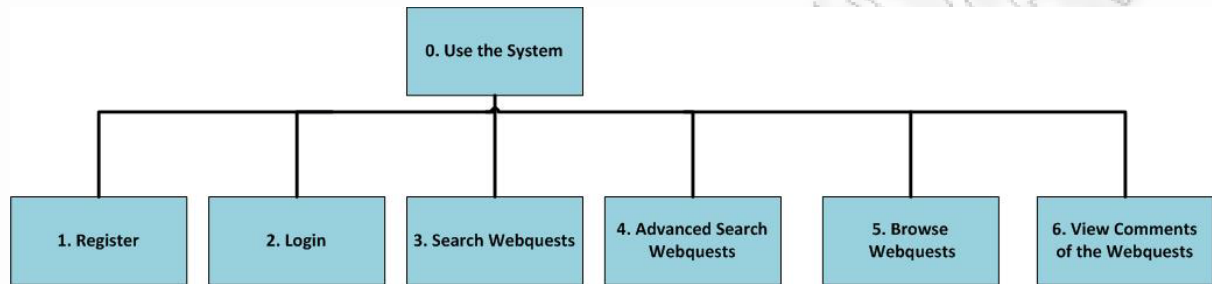 0. Use the System
1. Register
2. Login
3. Search Webquests
4. Advanced Search
Webquests
5. Browse
Webquests
6. View Comments
of the Webquests